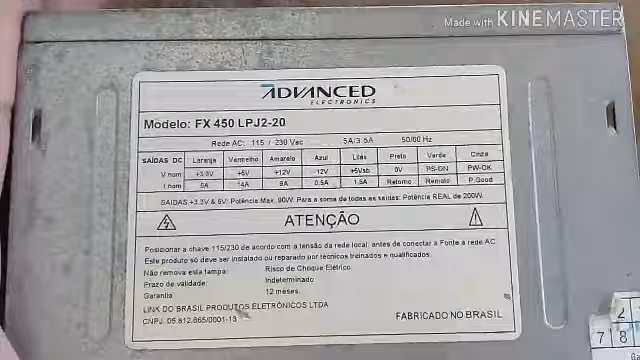 Made with KINEMASTER
ADVANCED
ELECTRONICS
Modelo: FX 450 LPJ2-20
Rede AC: 115 / 230 Vac 5A/3.5A 50/60 Hz
SAÍDAS DC Laranja Vermelho Amarelo Azul Lilás Preto Verde Cinza
V nom +3.3V +5V +12V -12V +5Vsb 0V PS-ON PW-OK
I nom 8A 14A 8A 0.5A 1.5A Retorno Remoto P.Good
SAÍDAS +3.3V & 5V: Potência Max. 90W. Para a soma de todas as saídas: Potência REAL de 200W.
ATENÇÃO
Posicionar a chave 115/230 de acordo com a tensão da rede local, antes de conectar a Fonte à rede AC
Este produto só deve ser instalado ou reparado por técnicos treinados e qualificados.
Não remova esta tampa: Risco de Choque Elétrico
Prazo de validade: Indeterminado
Garantia 12 meses.
LINK DO BRASIL PRODUTOS ELETRÔNICOS LTDA
CNPJ. 05.812.665/0001-13
FABRICADO NO BRASIL
7 8